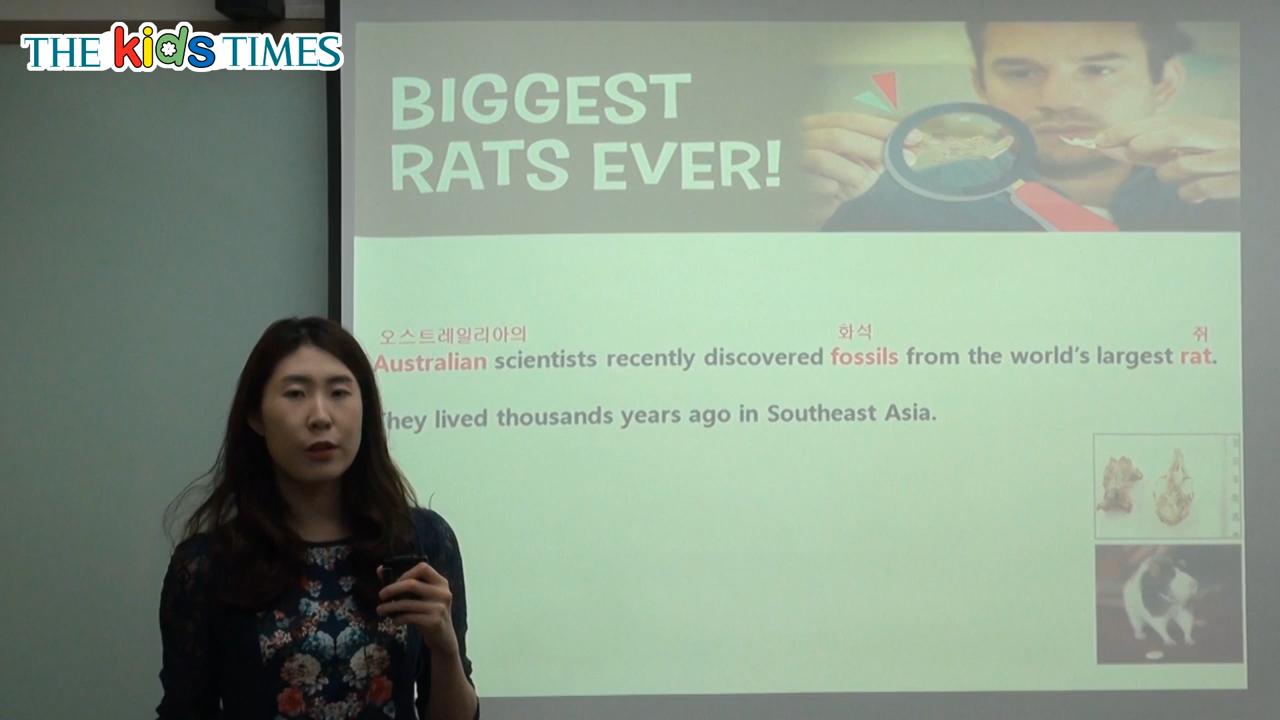 THE kids TIMES
BIGGEST
RATS EVER!
오스트레일리아의 화석 쥐
Australian scientists recently discovered fossils from the world's largest rat.
They lived thousands years ago in Southeast Asia.